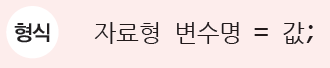 형식 자료형 변수명 = 값;